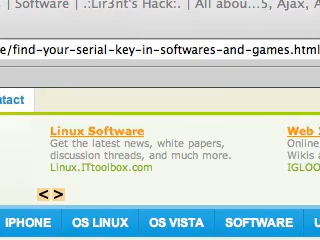 | Software | .:Lir3nt's Hack:. | All abou...5, Ajax, A
e/find-your-serial-key-in-softwares-and-games.html
ntact
Linux Software
Get the latest news, white papers,
discussion threads, and much more.
Linux.ITtoolbox.com
Web
Online
Wikis a
IGLOO
< >
IPHONE OS LINUX OS VISTA SOFTWARE